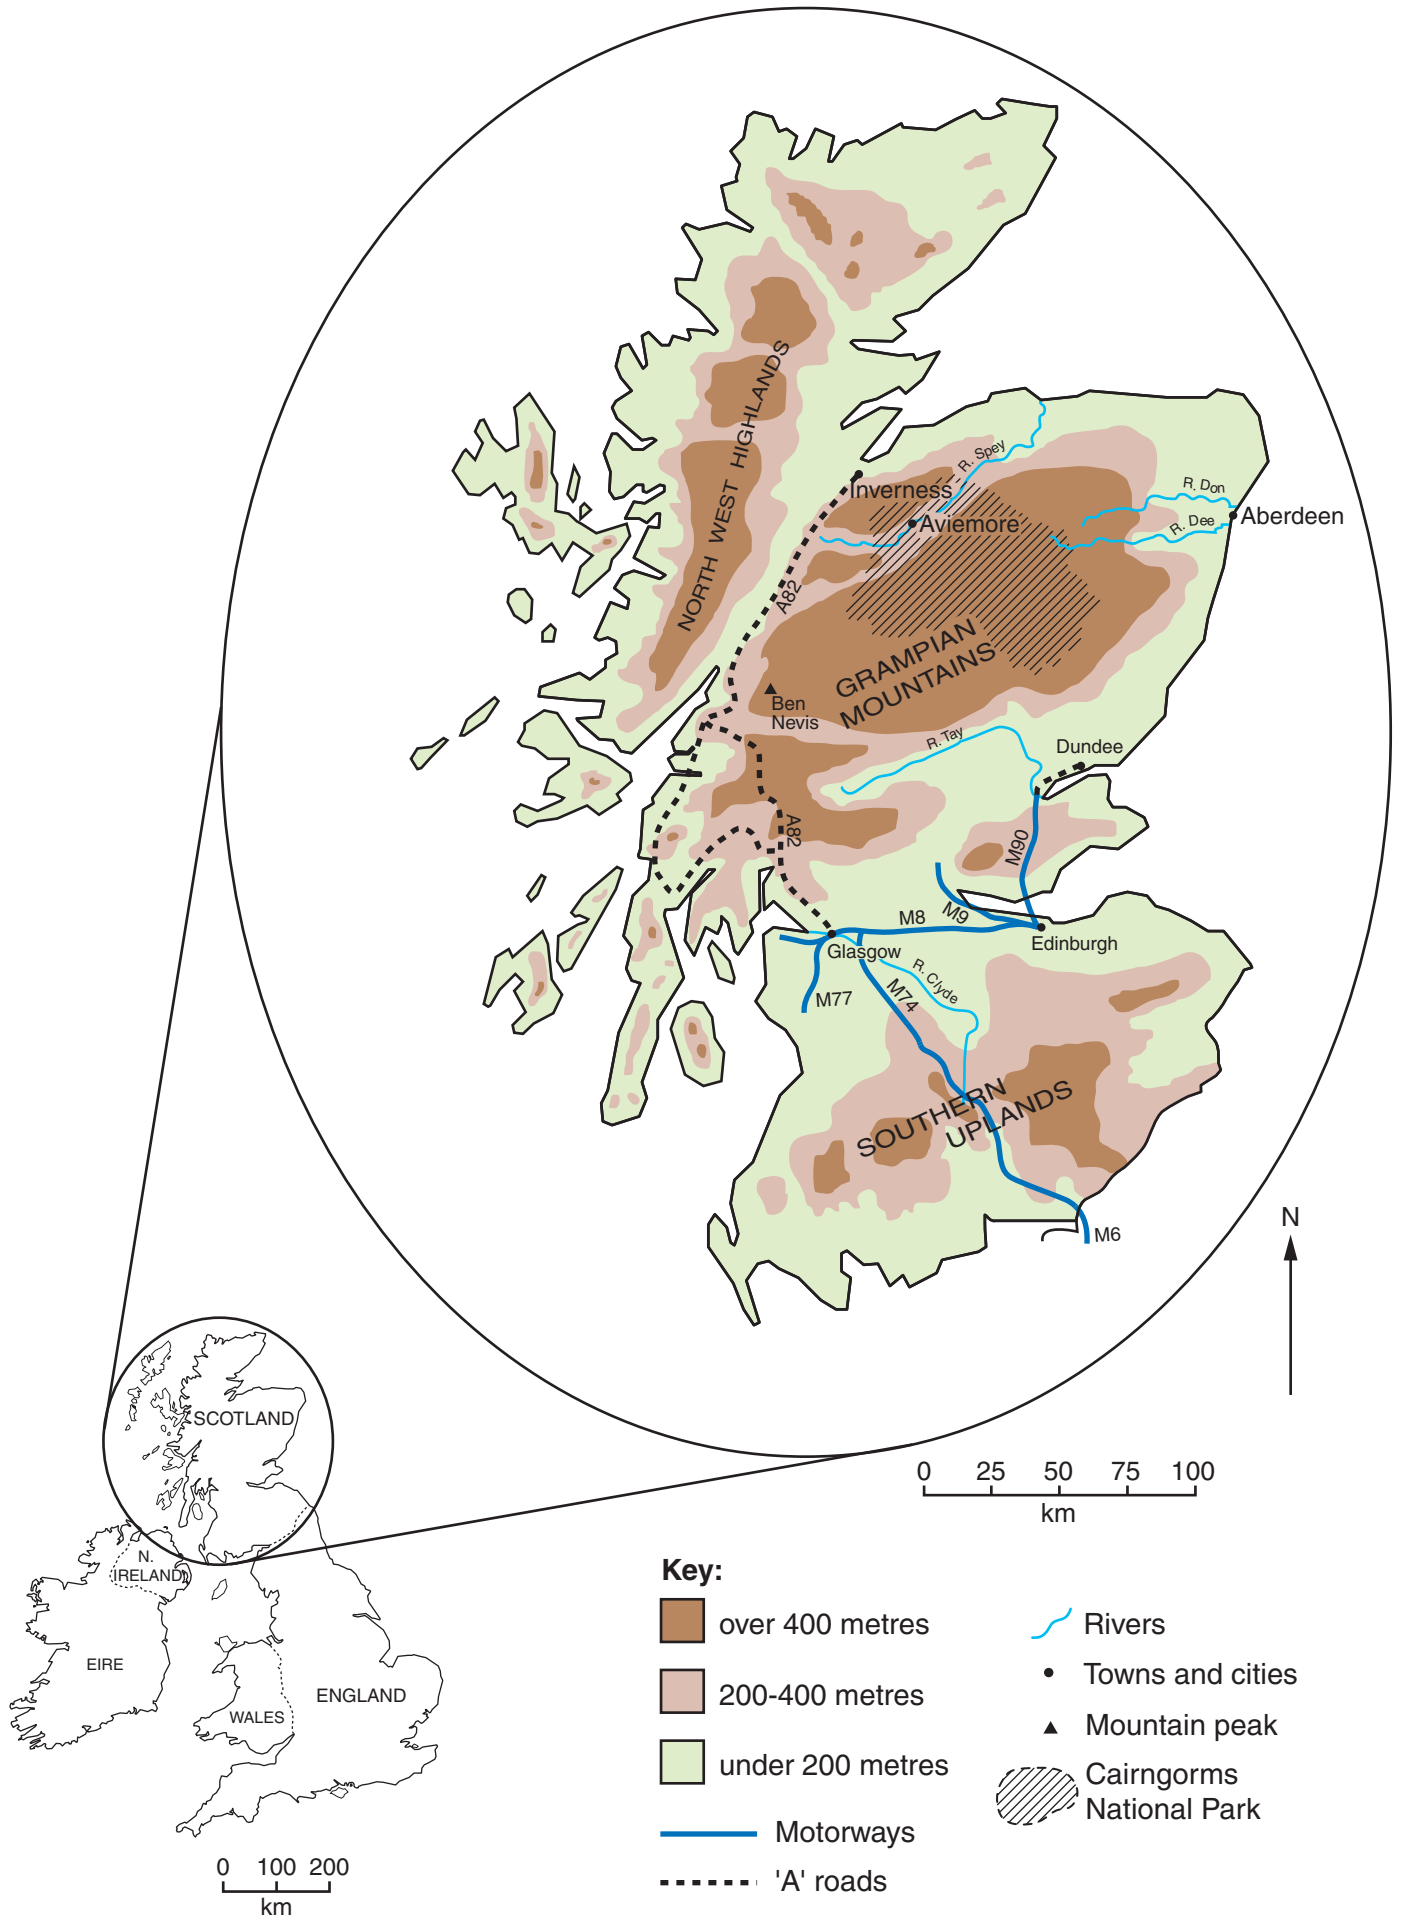 NORTH WEST HIGHLANDS
R. Spey
Inverness
Aviemore
R. Don
R. Dee
Aberdeen
A82
GRAMPIAN
MOUNTAINS
Ben
Nevis
R. Tay
Dundee
A82
M90
M9
M8
Edinburgh
Glasgow
R. Clyde
M77
M74
SOUTHERN
UPLANDS
M6
N
SCOTLAND
N.
IRELAND
EIRE
WALES
ENGLAND
0 100 200
km
0 25 50 75 100
km
Key:
over 400 metres
200-400 metres
under 200 metres
Motorways
'A' roads
Rivers
Towns and cities
Mountain peak
Cairngorms
National Park